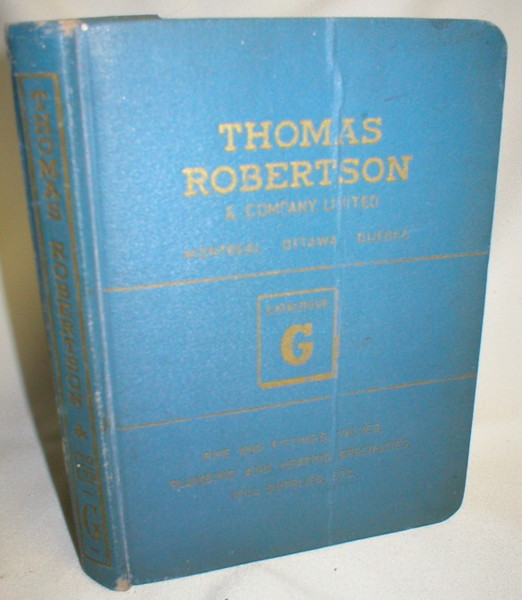 THOMAS
ROBERTSON
& COMPANY LIMITED
MONTREAL OTTAWA QUEBEC
CATALOGUE
G
PIPE AND FITTINGS, VALVES,
PLUMBING AND HEATING SPECIALTIES,
MILL SUPPLIES, ETC.
THOMAS ROBERTSON &
G